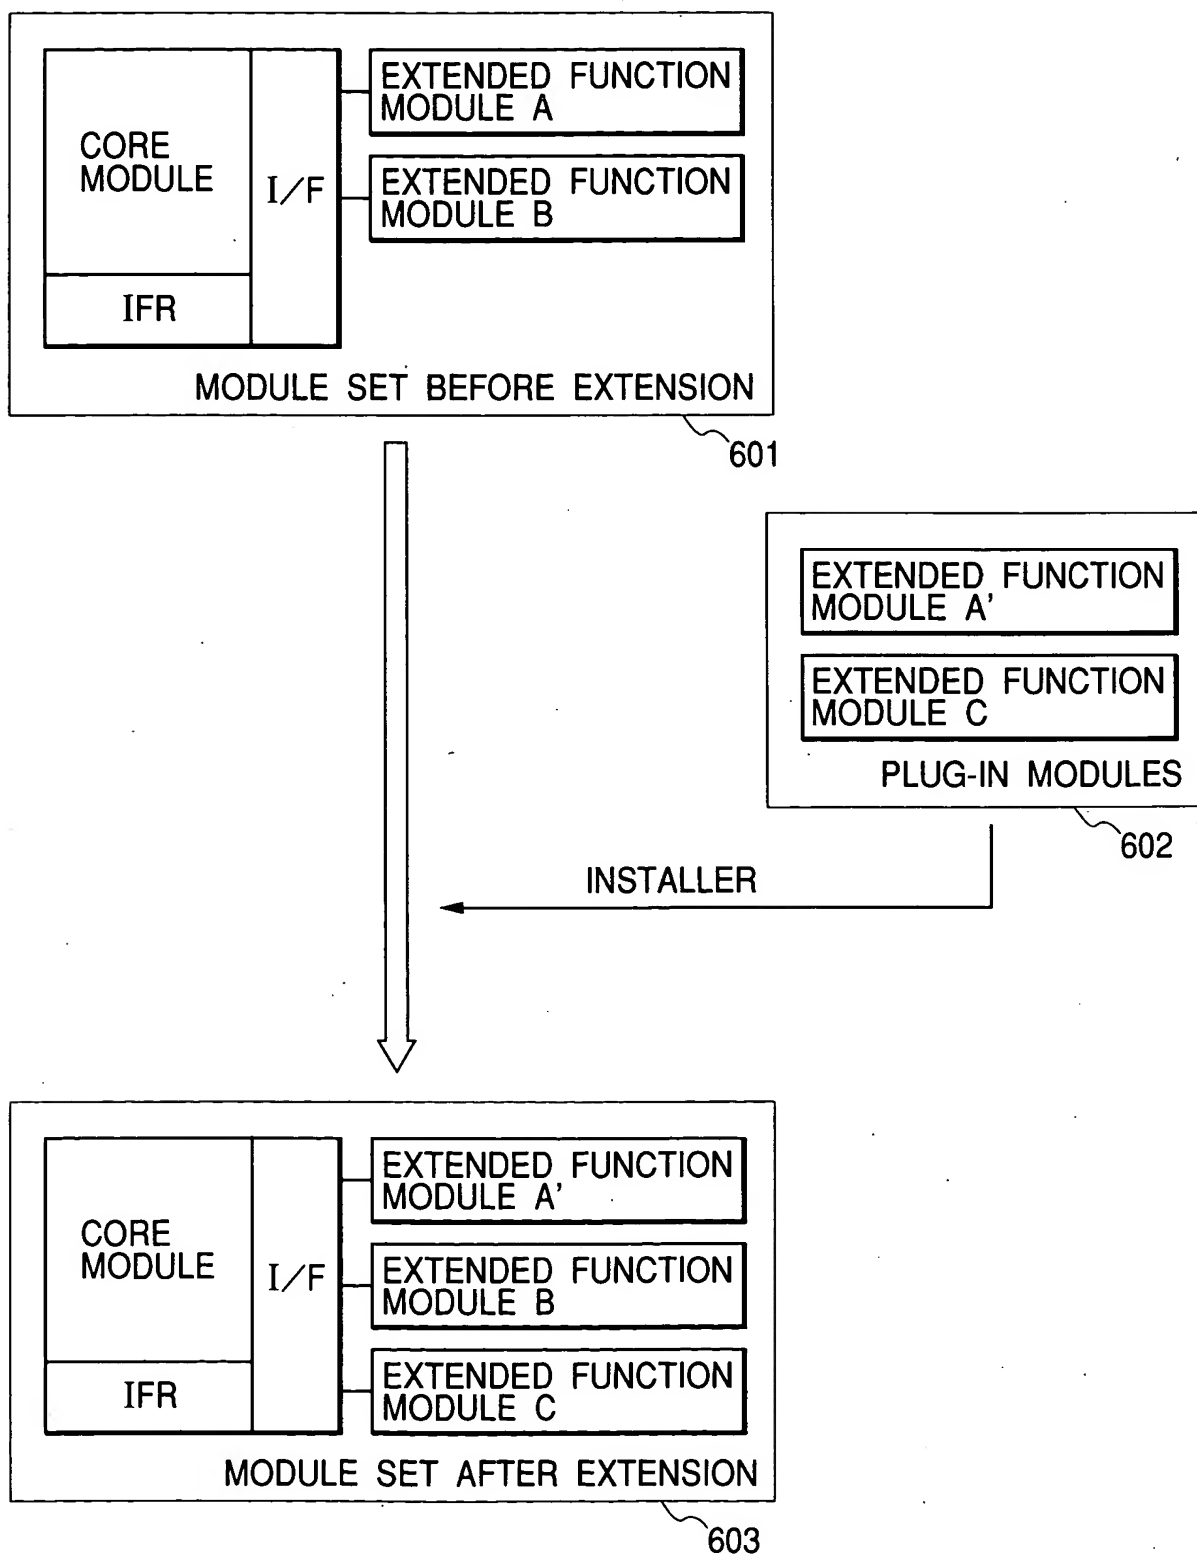 EXTENDED FUNCTION
MODULE A
CORE
MODULE
I/F
EXTENDED FUNCTION
MODULE B
IFR
MODULE SET BEFORE EXTENSION
601
EXTENDED FUNCTION
MODULE A'
EXTENDED FUNCTION
MODULE C
PLUG-IN MODULES
602
INSTALLER
EXTENDED FUNCTION
MODULE A'
CORE
MODULE
I/F
EXTENDED FUNCTION
MODULE B
IFR
EXTENDED FUNCTION
MODULE C
MODULE SET AFTER EXTENSION
603